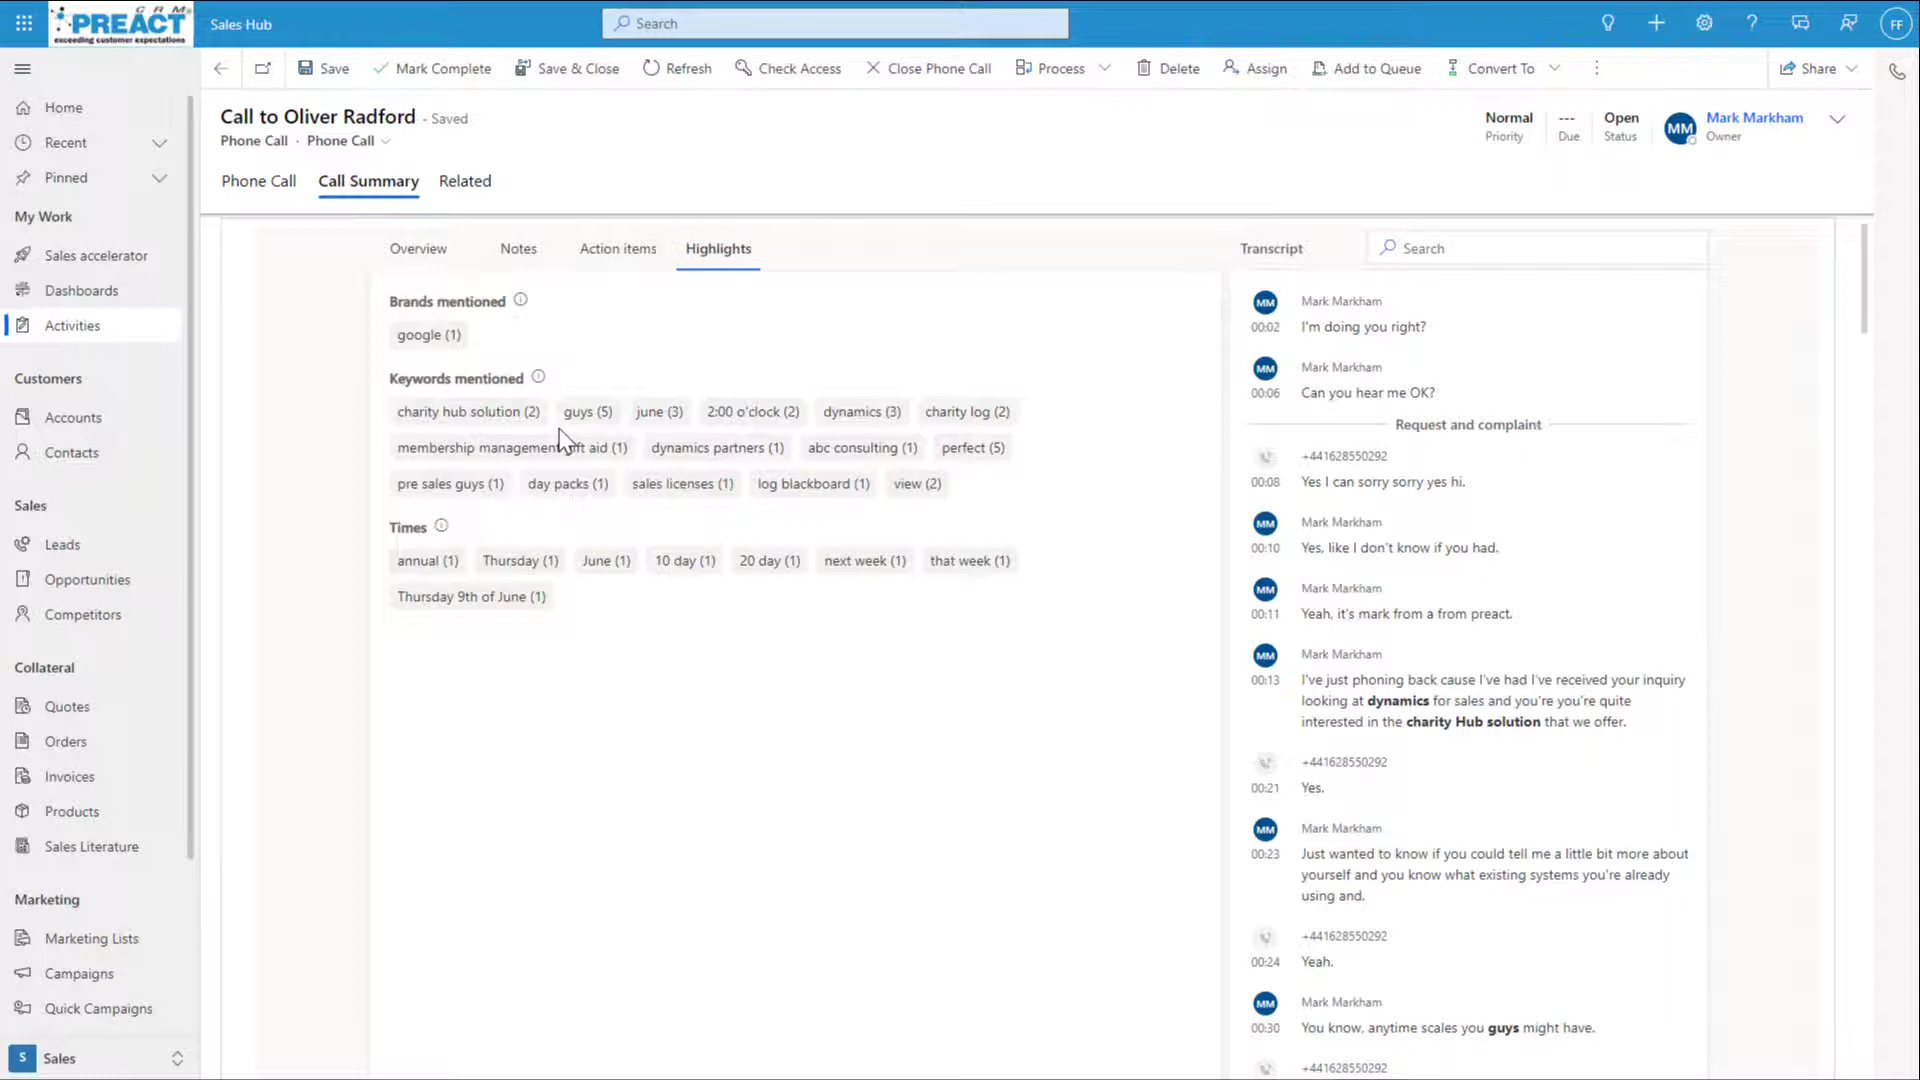 CRM
PREACT
exceeding customer expectations
Sales Hub
Search
FF
Save
Mark Complete
Save & Close
Refresh
Check Access
Close Phone Call
Process
Delete
Assign
Add to Queue
Convert To
Share
Home
Recent
Pinned
My Work
Sales accelerator
Dashboards
Activities
Customers
Accounts
Contacts
Sales
Leads
Opportunities
Competitors
Collateral
Quotes
Orders
Invoices
Products
Sales Literature
Marketing
Marketing Lists
Campaigns
Quick Campaigns
S Sales
Call to Oliver Radford - Saved
Phone Call · Phone Call
Normal
Priority
---
Due
Open
Status
MM
Mark Markham
Owner
Phone Call
Call Summary
Related
Overview
Notes
Action items
Highlights
Brands mentioned
google (1)
Keywords mentioned
charity hub solution (2) guys (5) june (3) 2:00 o'clock (2) dynamics (3) charity log (2)
membership management aid (1) dynamics partners (1) abc consulting (1) perfect (5)
pre sales guys (1) day packs (1) sales licenses (1) log blackboard (1) view (2)
Times
annual (1) Thursday (1) June (1) 10 day (1) 20 day (1) next week (1) that week (1)
Thursday 9th of June (1)
Transcript
Search
MM Mark Markham
00:02 I'm doing you right?
MM Mark Markham
00:06 Can you hear me OK?
Request and complaint
+441628550292
00:08 Yes I can sorry sorry yes hi.
MM Mark Markham
00:10 Yes, like I don't know if you had.
MM Mark Markham
00:11 Yeah, it's mark from a from preact.
MM Mark Markham
00:13 I've just phoning back cause I've had I've received your inquiry
looking at dynamics for sales and you're you're quite
interested in the charity Hub solution that we offer.
+441628550292
00:21 Yes.
MM Mark Markham
00:23 Just wanted to know if you could tell me a little bit more about
yourself and you know what existing systems you're already
using and.
+441628550292
00:24 Yeah.
MM Mark Markham
00:30 You know, anytime scales you guys might have.
+441628550292